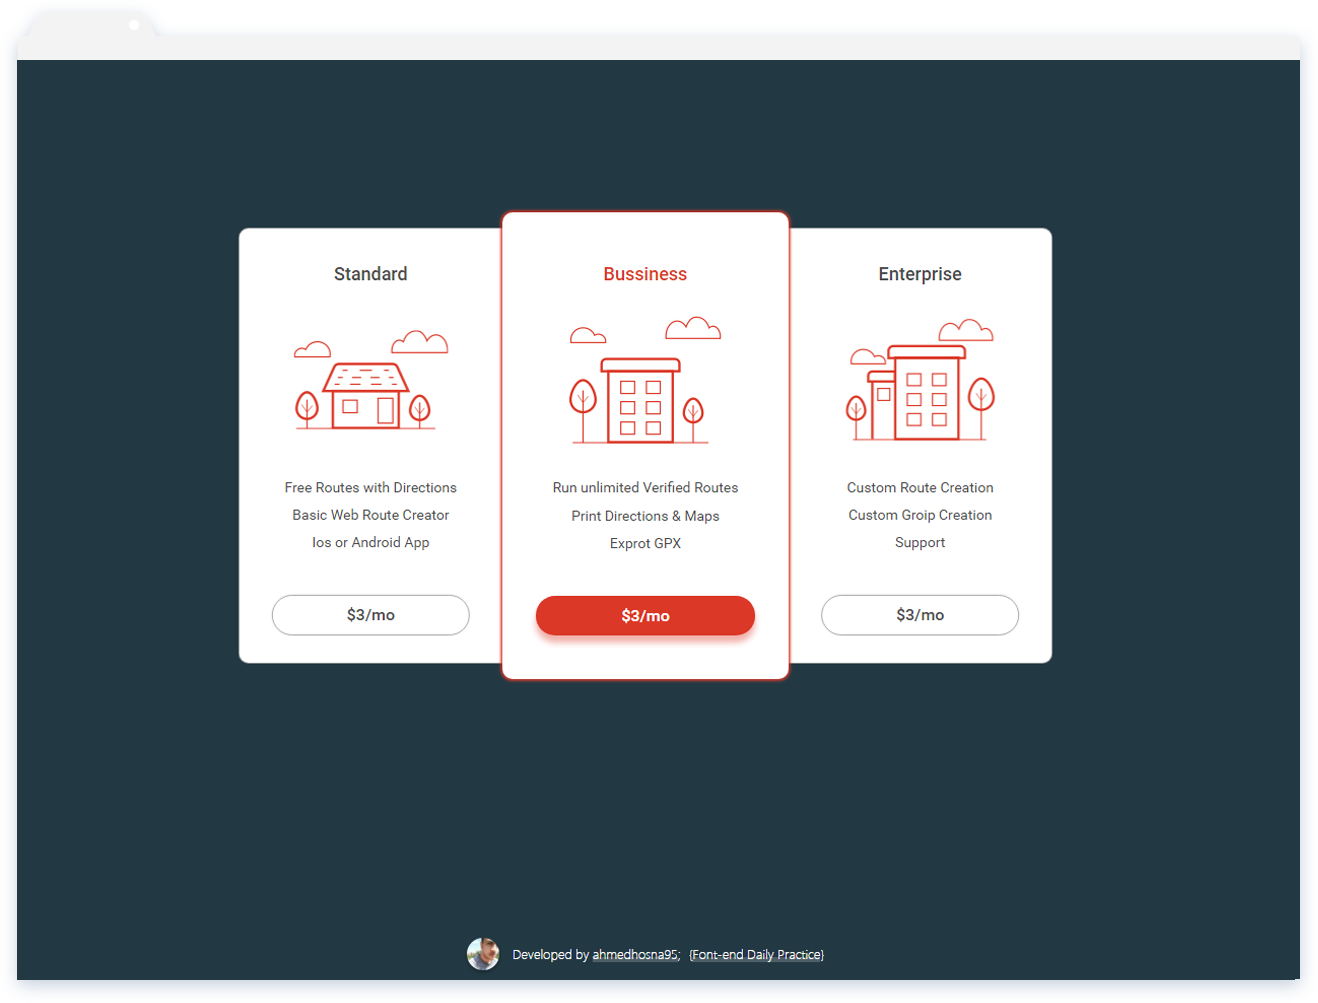 Standard
Free Routes with Directions
Basic Web Route Creator
Ios or Android App
$3/mo
Bussiness
Run unlimited Verified Routes
Print Directions & Maps
Exprot GPX
$3/mo
Enterprise
Custom Route Creation
Custom Groip Creation
Support
$3/mo
Developed by ahmedhosna95; {Font-end Daily Practice}